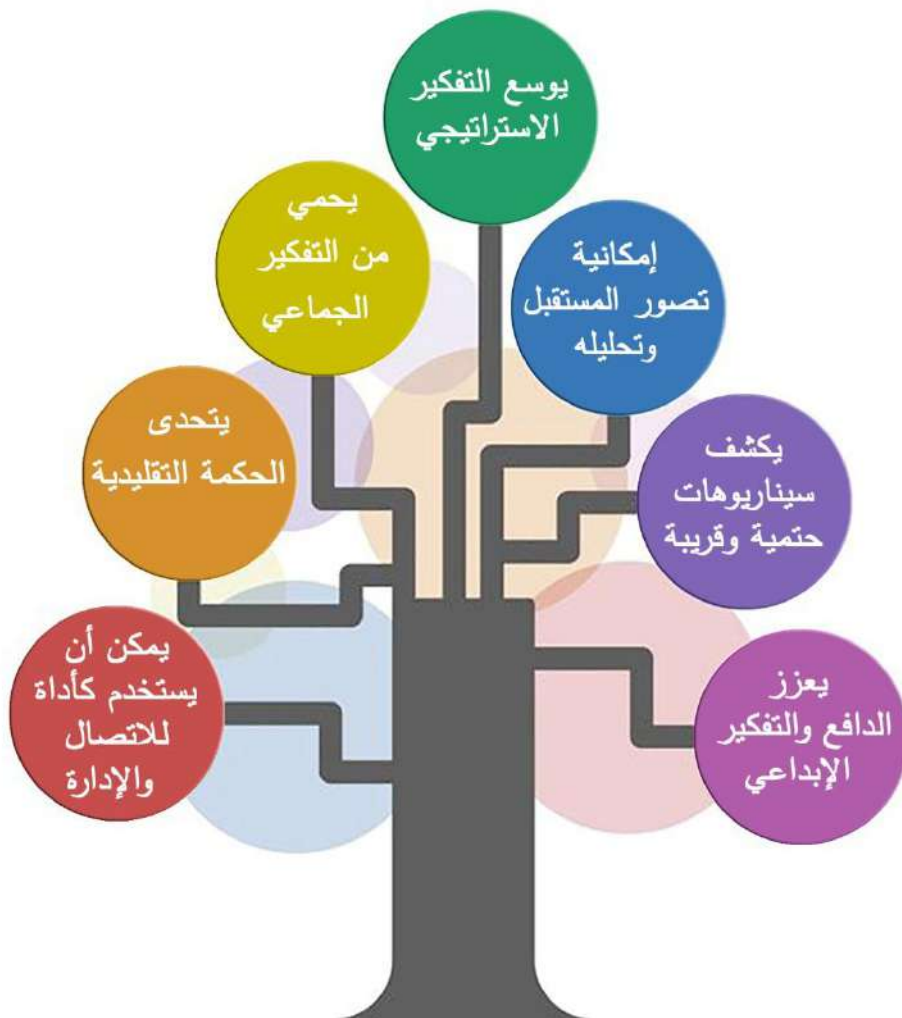 يوسع التفكير
الاستراتيجي
يحمي
من التفكير
الجماعي
إمكانية
تصور المستقبل
وتحليله
يتحدى
الحكمة التقليدية
يكشف
سيناريوهات
حتمية وقريبة
يمكن أن
يستخدم كأداة
للاتصال
والإدارة
يعزز
الدافع والتفكير
الإبداعي